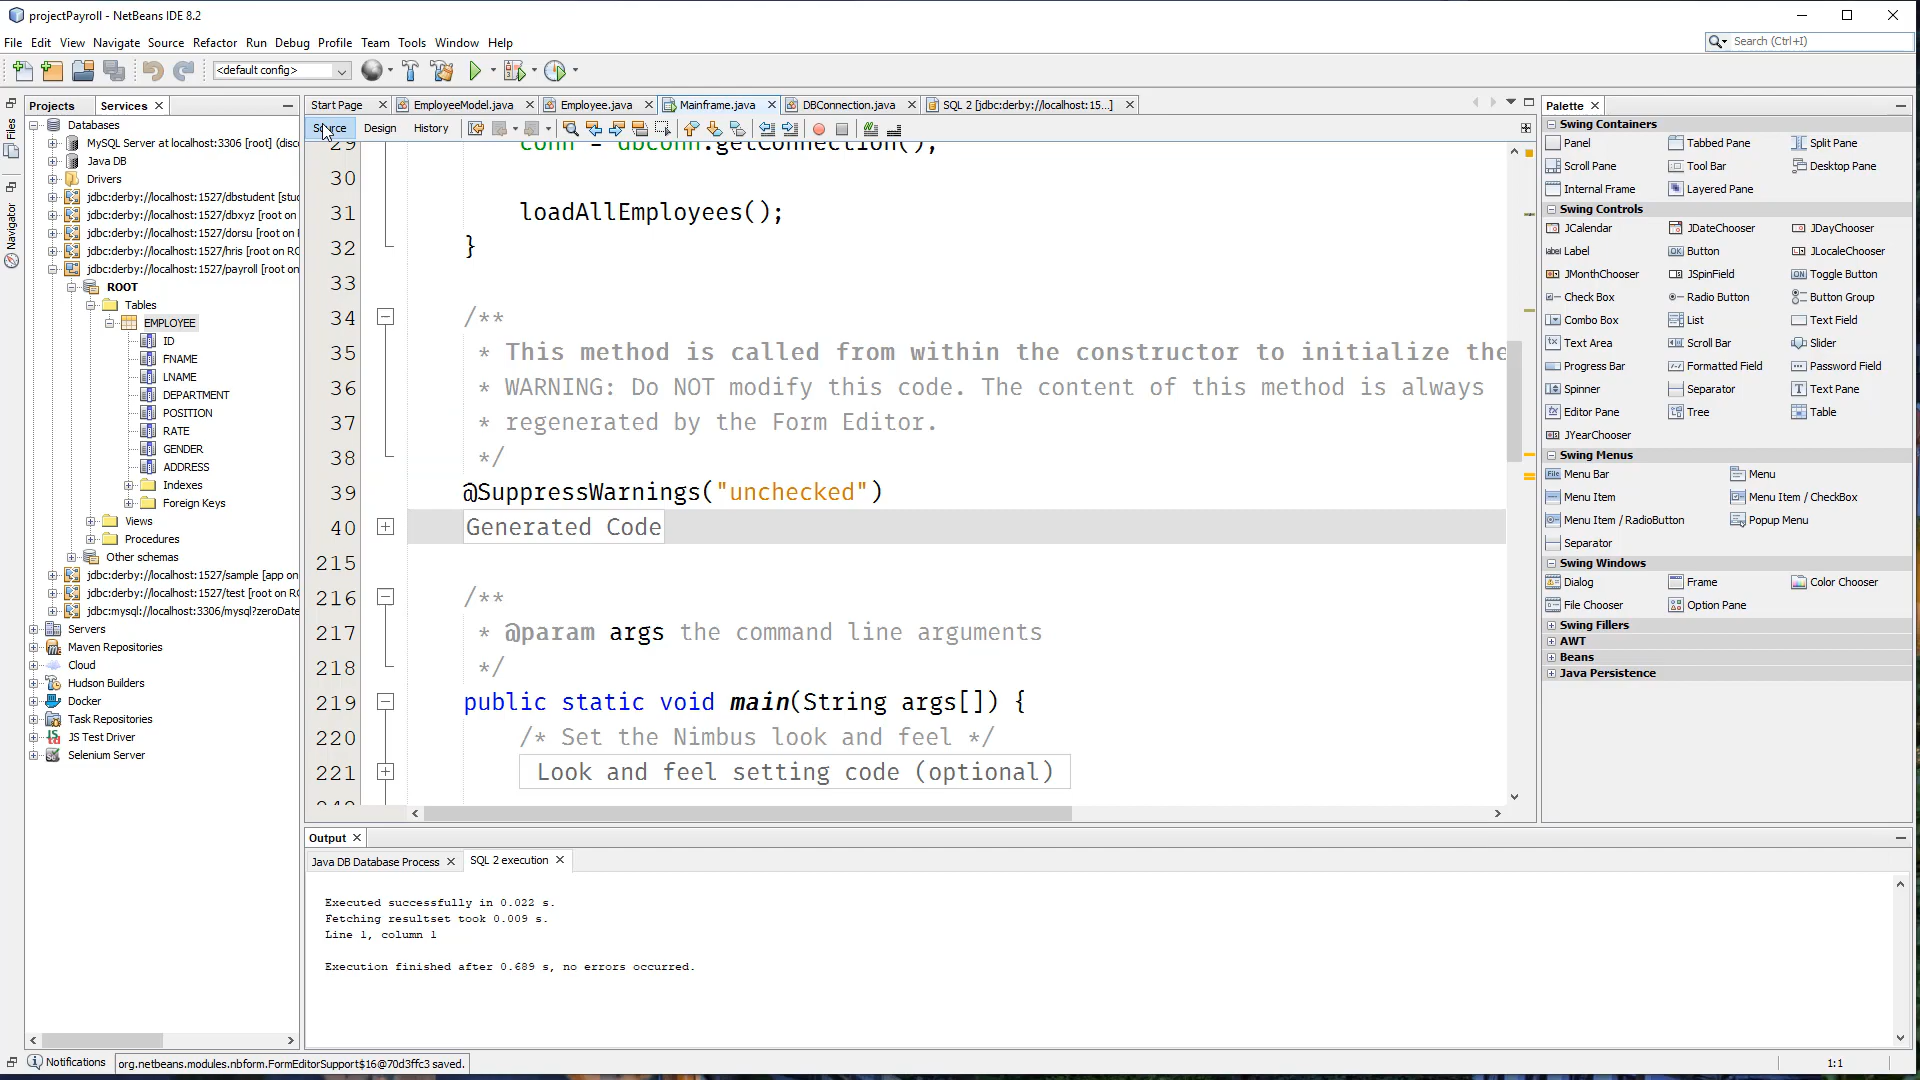 projectPayroll - NetBeans IDE 8.2
File Edit View Navigate Source Refactor Run Debug Profile Team Tools Window Help
Search (Ctrl+I)
<default config>
Projects Services
Start Page EmployeeModel.java Employee.java Mainframe.java DBConnection.java SQL 2 [jdbc:derby://localhost:15...]
Palette
Source Design History
Files
Navigator
Databases
MySQL Server at localhost:3306 [root] (disc
Java DB
Drivers
jdbc:derby://localhost:1527/dbstudent [stuc
jdbc:derby://localhost:1527/dbxyz [root on
jdbc:derby://localhost:1527/dorsu [root on F
jdbc:derby://localhost:1527/hris [root on RC
jdbc:derby://localhost:1527/payroll [root on
ROOT
Tables
EMPLOYEE
ID
FNAME
LNAME
DEPARTMENT
POSITION
RATE
GENDER
ADDRESS
Indexes
Foreign Keys
Views
Procedures
Other schemas
jdbc:derby://localhost:1527/sample [app on
jdbc:derby://localhost:1527/test [root on RC
jdbc:mysql://localhost:3306/mysql?zeroDate
Servers
Maven Repositories
Cloud
Hudson Builders
Docker
Task Repositories
JS Test Driver
Selenium Server
29 conn = dbconn.getConnection();
30
31 loadAllEmployees();
32 }
33
34 /**
35 * This method is called from within the constructor to initialize the
36 * WARNING: Do NOT modify this code. The content of this method is always
37 * regenerated by the Form Editor.
38 */
39 @SuppressWarnings("unchecked")
40 Generated Code
215
216 /**
217 * @param args the command line arguments
218 */
219 public static void main(String args[]) {
220 /* Set the Nimbus look and feel */
221 Look and feel setting code (optional)
Swing Containers
Panel Tabbed Pane Split Pane
Scroll Pane Tool Bar Desktop Pane
Internal Frame Layered Pane
Swing Controls
JCalendar JDateChooser JDayChooser
Label Button JLocaleChooser
JMonthChooser JSpinField Toggle Button
Check Box Radio Button Button Group
Combo Box List Text Field
Text Area Scroll Bar Slider
Progress Bar Formatted Field Password Field
Spinner Separator Text Pane
Editor Pane Tree Table
JYearChooser
Swing Menus
Menu Bar Menu
Menu Item Menu Item / CheckBox
Menu Item / RadioButton Popup Menu
Separator
Swing Windows
Dialog Frame Color Chooser
File Chooser Option Pane
Swing Fillers
AWT
Beans
Java Persistence
Output
Java DB Database Process SQL 2 execution
Executed successfully in 0.022 s.
Fetching resultset took 0.009 s.
Line 1, column 1
Execution finished after 0.689 s, no errors occurred.
Notifications org.netbeans.modules.nbform.FormEditorSupport$16@70d3ffc3 saved.
1:1